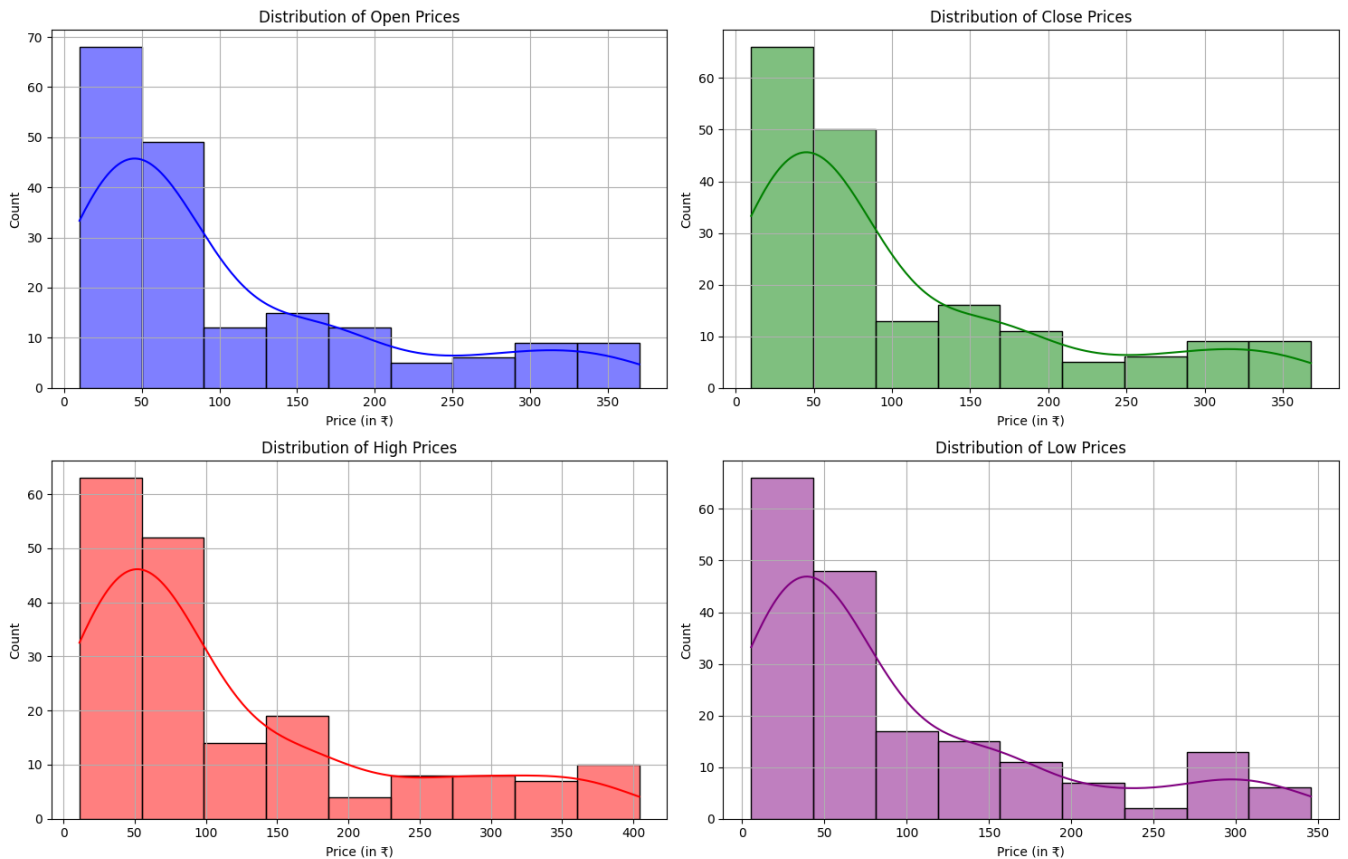 Distribution of Open Prices
70
60
50
40
30
20
10
0
Count
0 50 100 150 200 250 300 350
Price (in ₹)
Distribution of Close Prices
60
50
40
30
20
10
0
Count
0 50 100 150 200 250 300 350
Price (in ₹)
Distribution of High Prices
60
50
40
30
20
10
0
Count
0 50 100 150 200 250 300 350 400
Price (in ₹)
Distribution of Low Prices
60
50
40
30
20
10
0
Count
0 50 100 150 200 250 300 350
Price (in ₹)